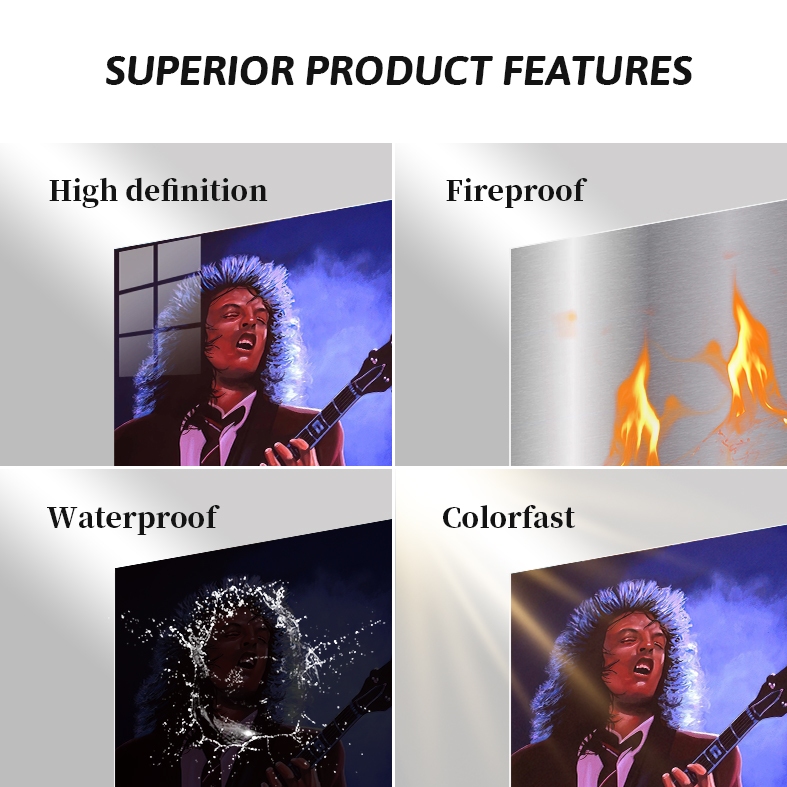 SUPERIOR PRODUCT FEATURES
High definition
Fireproof
Waterproof
Colorfast